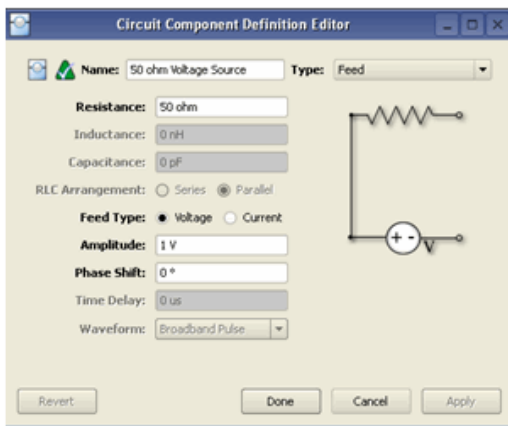 Circuit Component Definition Editor
Name: 50 ohm Voltage Source Type: Feed
Resistance: 50 ohm
Inductance: 0 nH
Capacitance: 0 pF
RLC Arrangement: Series Parallel
Feed Type: Voltage Current
Amplitude: 1 V
Phase Shift: 0 °
Time Delay: 0 us
Waveform: Broadband Pulse
+ - V
Revert Done Cancel Apply